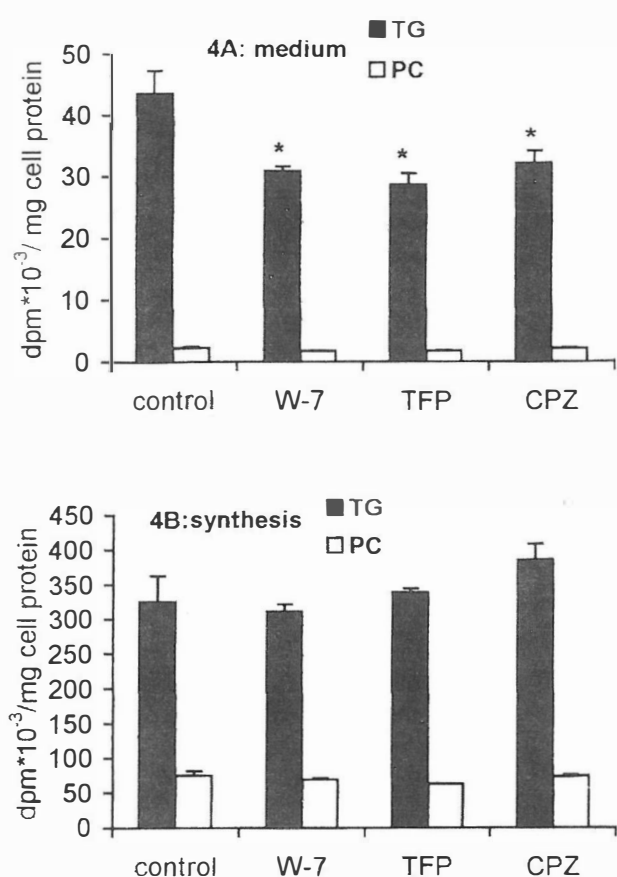 4A: medium
TG
PC
dpm*10⁻³/ mg cell protein
50
40
30
20
10
0
* * *
control W-7 TFP CPZ
4B:synthesis
TG
PC
dpm*10⁻³/mg cell protein
450
400
350
300
250
200
150
100
50
0
control W-7 TFP CPZ